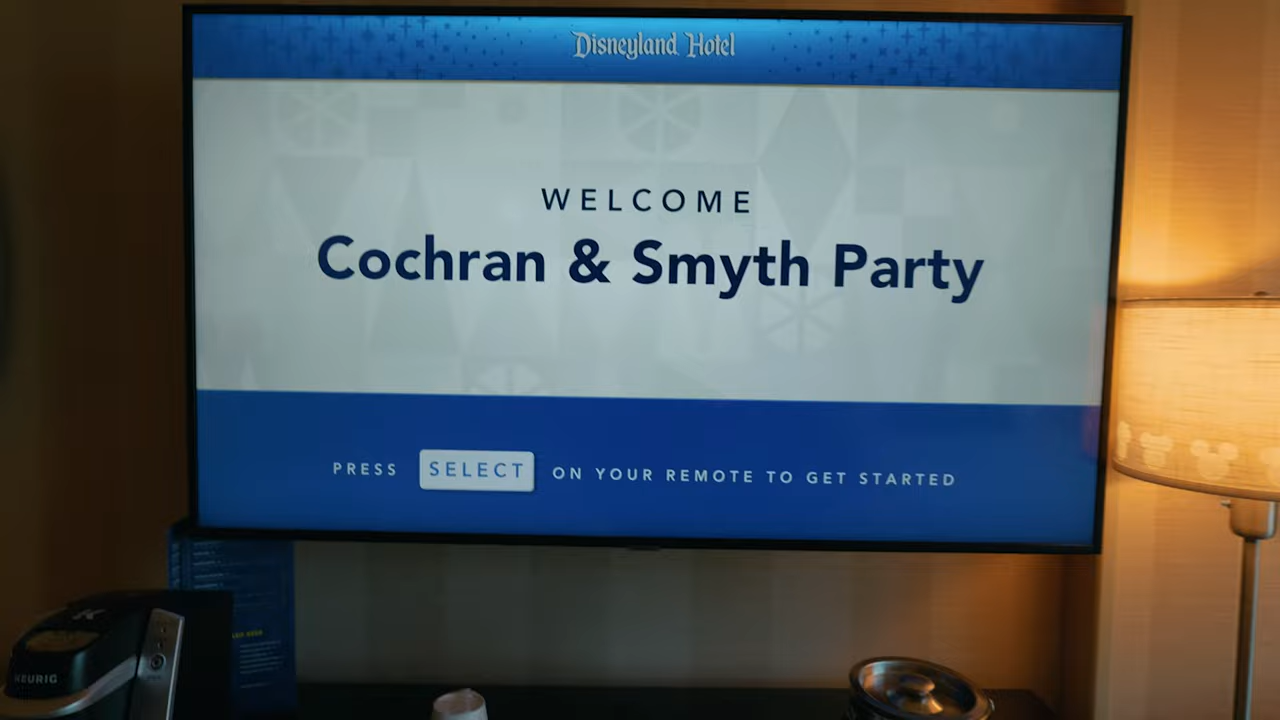 Disneyland Hotel
WELCOME
Cochran & Smyth Party
PRESS SELECT ON YOUR REMOTE TO GET STARTED
KEURIG